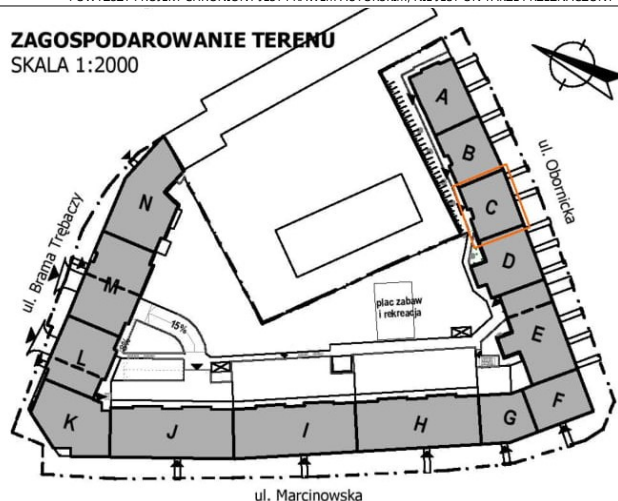 ZAGOSPODAROWANIE TERENU
SKALA 1:2000
A
B
C
D
E
F
G
H
I
J
K
L
M
N
ul. Obornicka
ul. Brama Trębaczy
plac zabaw
i rekreacja
15%
ul. Marcinowska